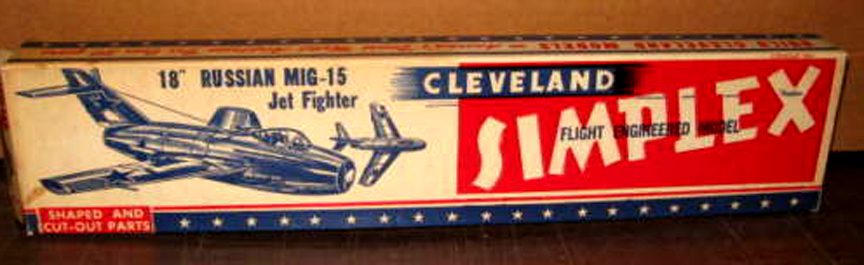 18" RUSSIAN MIG-15
Jet Fighter
CLEVELAND
SIMPLEX
FLIGHT ENGINEERED MODEL
SHAPED AND
CUT-OUT PARTS